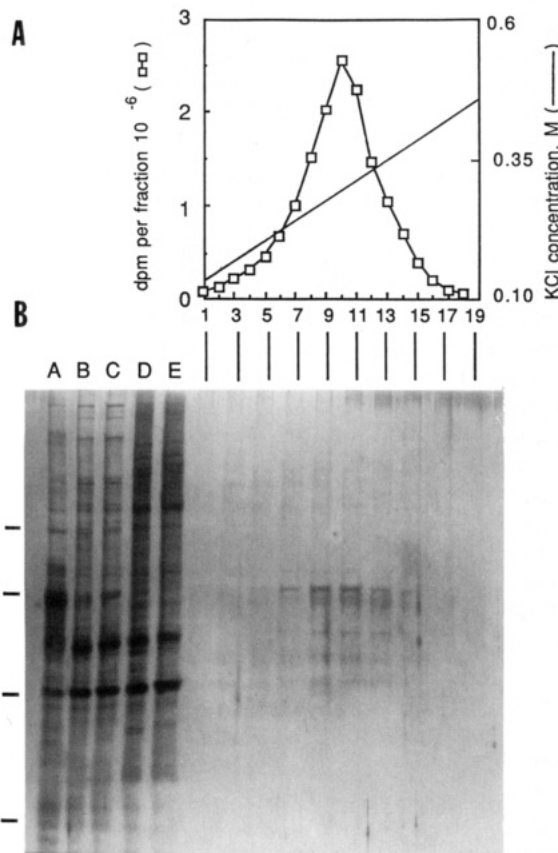 A
dpm per fraction 10 -6 ( )
3
2
1
0
KCl concentration, M ( )
0.6
0.35
0.10
1 3 5 7 9 11 13 15 17 19
B
A B C D E